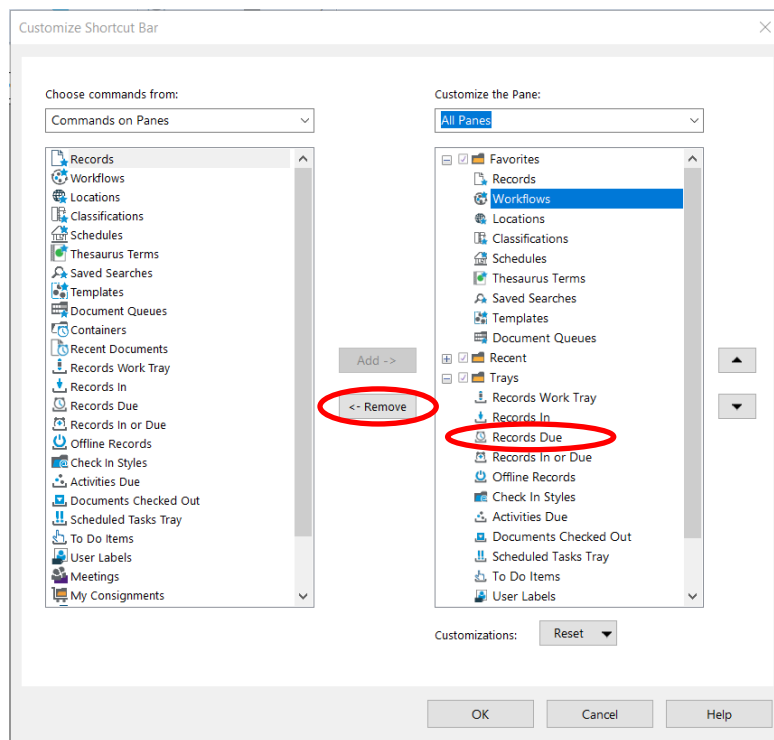 Customize Shortcut Bar
Choose commands from:
Commands on Panes
Records
Workflows
Locations
Classifications
Schedules
Thesaurus Terms
Saved Searches
Templates
Document Queues
Containers
Recent Documents
Records Work Tray
Records In
Records Due
Records In or Due
Offline Records
Check In Styles
Activities Due
Documents Checked Out
Scheduled Tasks Tray
To Do Items
User Labels
Meetings
My Consignments
Add ->
<- Remove
Customize the Pane:
All Panes
Favorites
Records
Workflows
Locations
Classifications
Schedules
Thesaurus Terms
Saved Searches
Templates
Document Queues
Recent
Trays
Records Work Tray
Records In
Records Due
Records In or Due
Offline Records
Check In Styles
Activities Due
Documents Checked Out
Scheduled Tasks Tray
To Do Items
User Labels
Customizations: Reset
OK Cancel Help